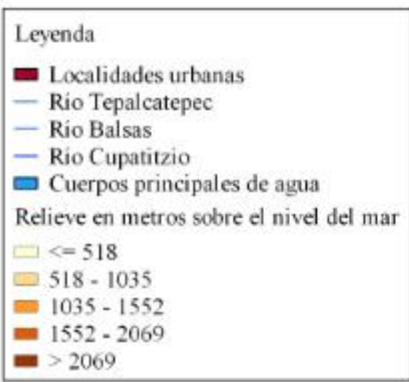 Leyenda
Localidades urbanas
Río Tepalcatepec
Río Balsas
Río Cupatitzio
Cuerpos principales de agua
Relieve en metros sobre el nivel del mar
<= 518
518 - 1035
1035 - 1552
1552 - 2069
> 2069